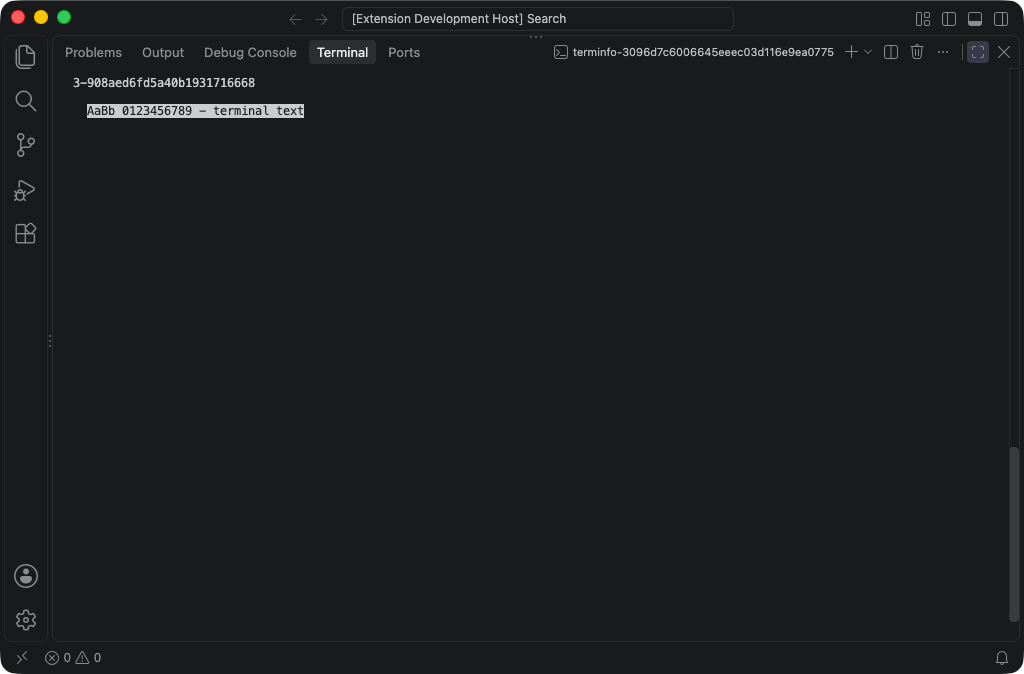 [Extension Development Host] Search
Problems Output Debug Console Terminal Ports terminfo-3096d7c6006645eeec03d116e9ea0775
3-908aed6fd5a40b1931716668
AaBb 0123456789 - terminal text
0 0